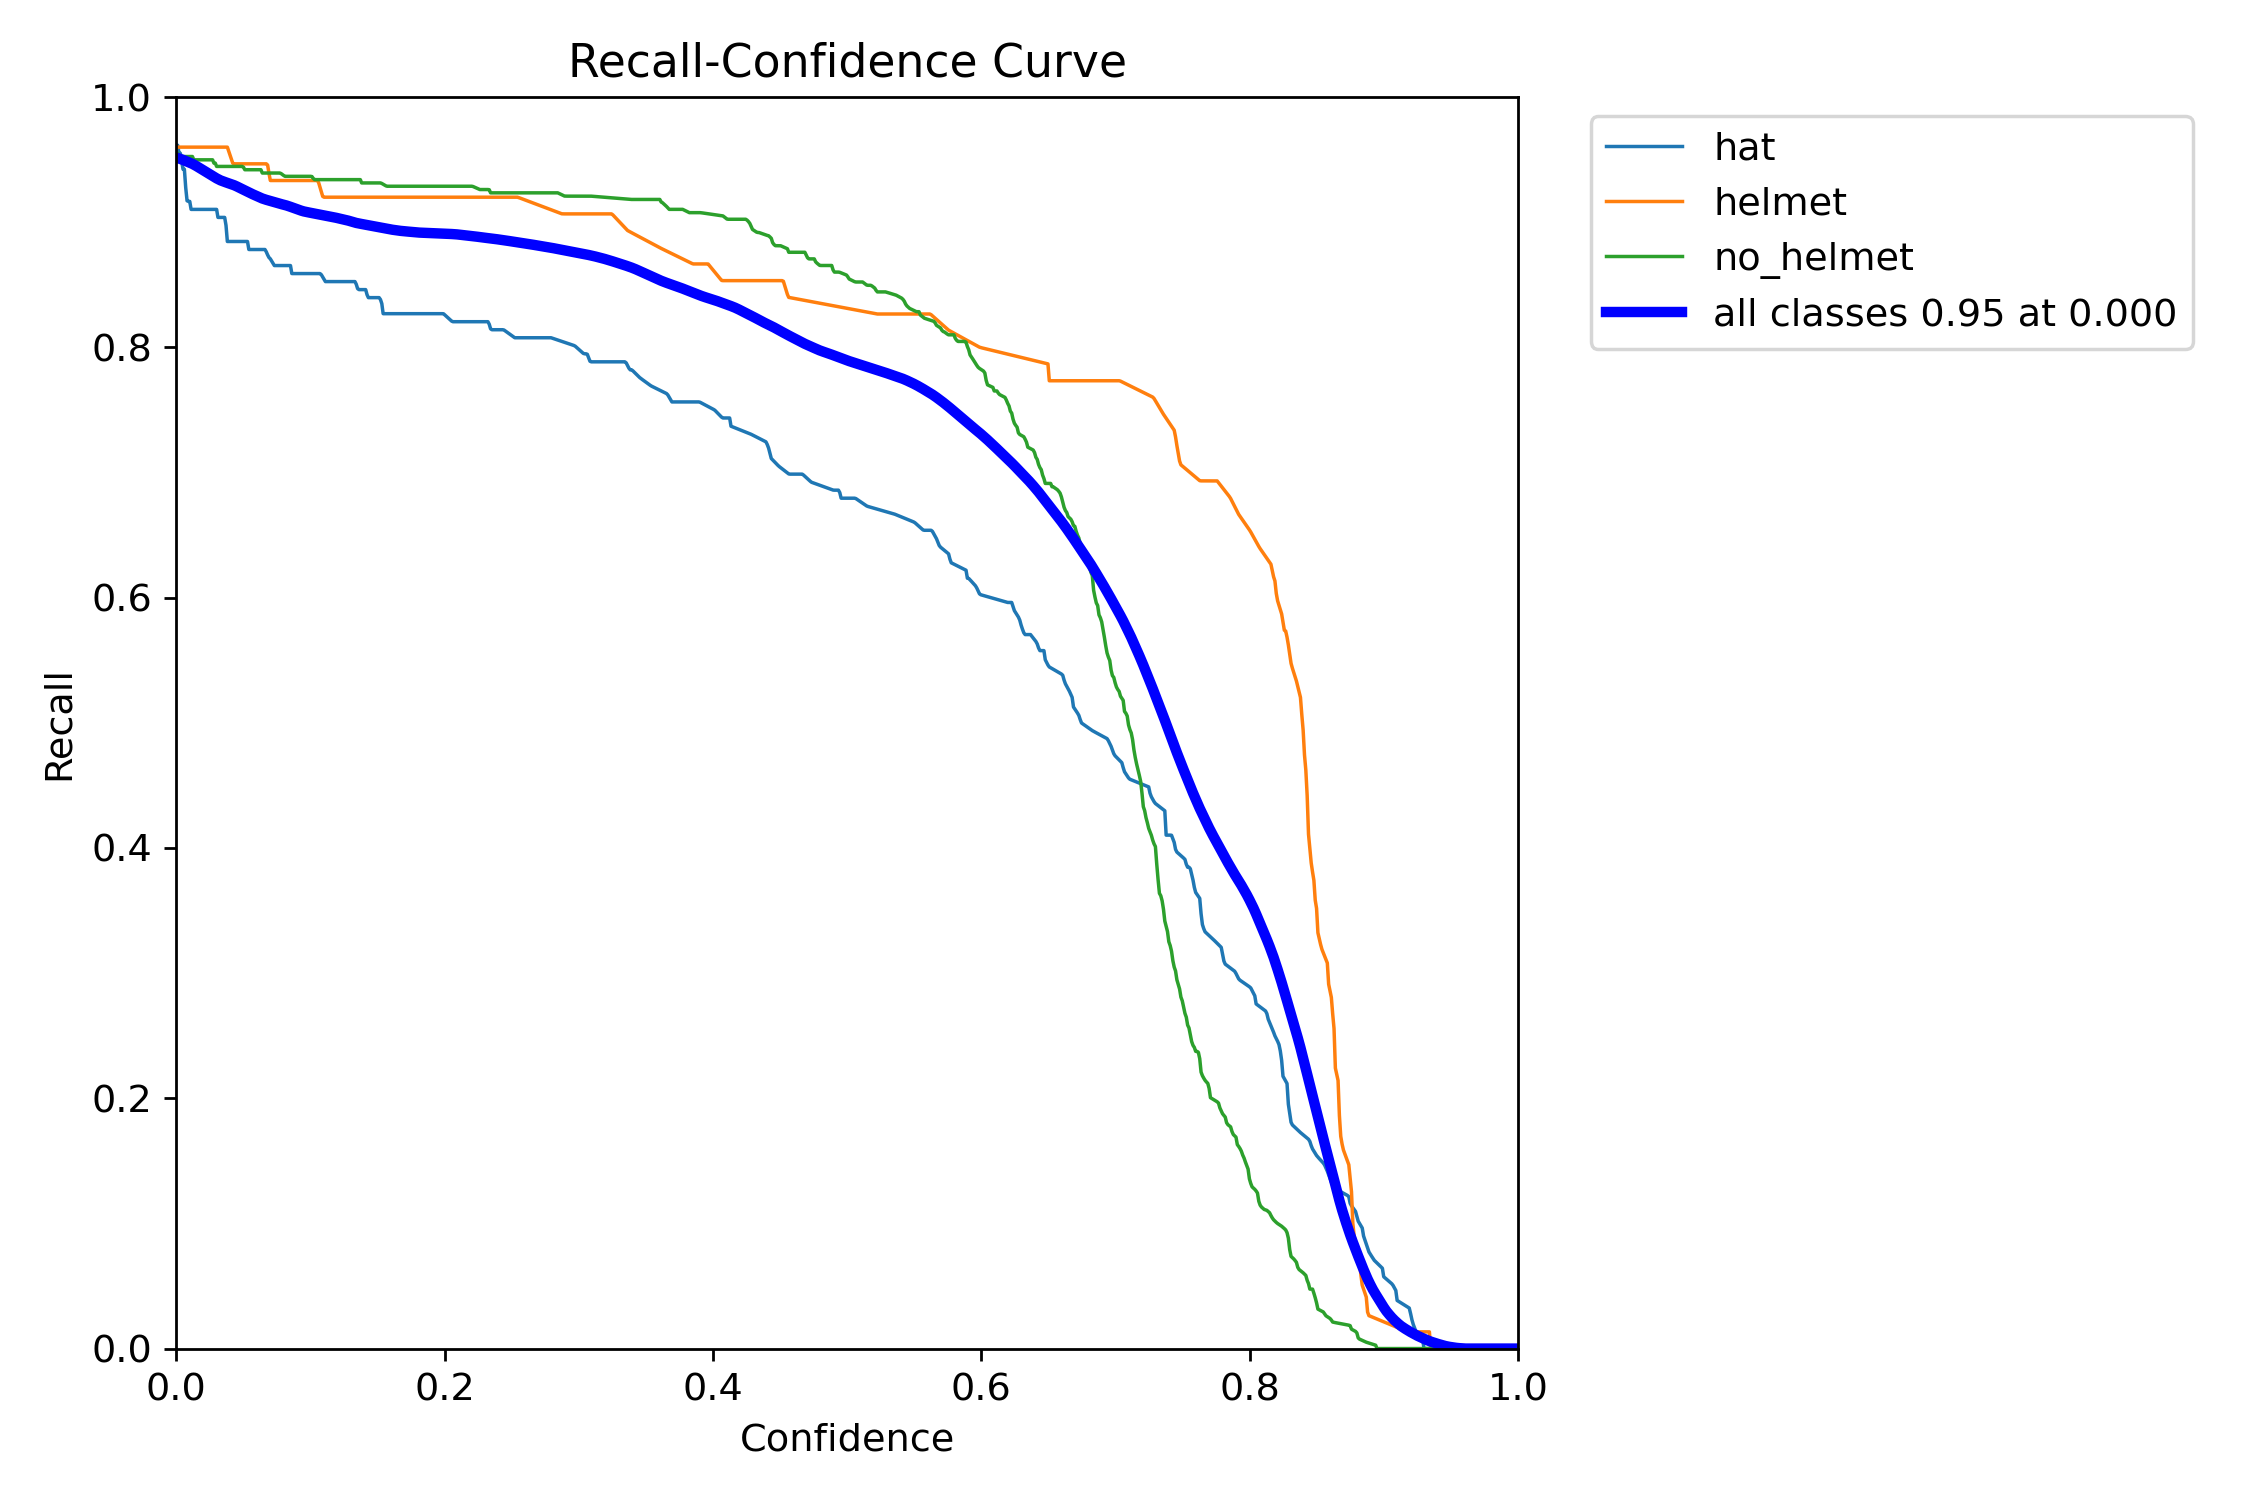 Recall-Confidence Curve
1.0
0.8
0.6
0.4
0.2
0.0
Recall
0.0 0.2 0.4 0.6 0.8 1.0
Confidence
hat
helmet
no_helmet
all classes 0.95 at 0.000